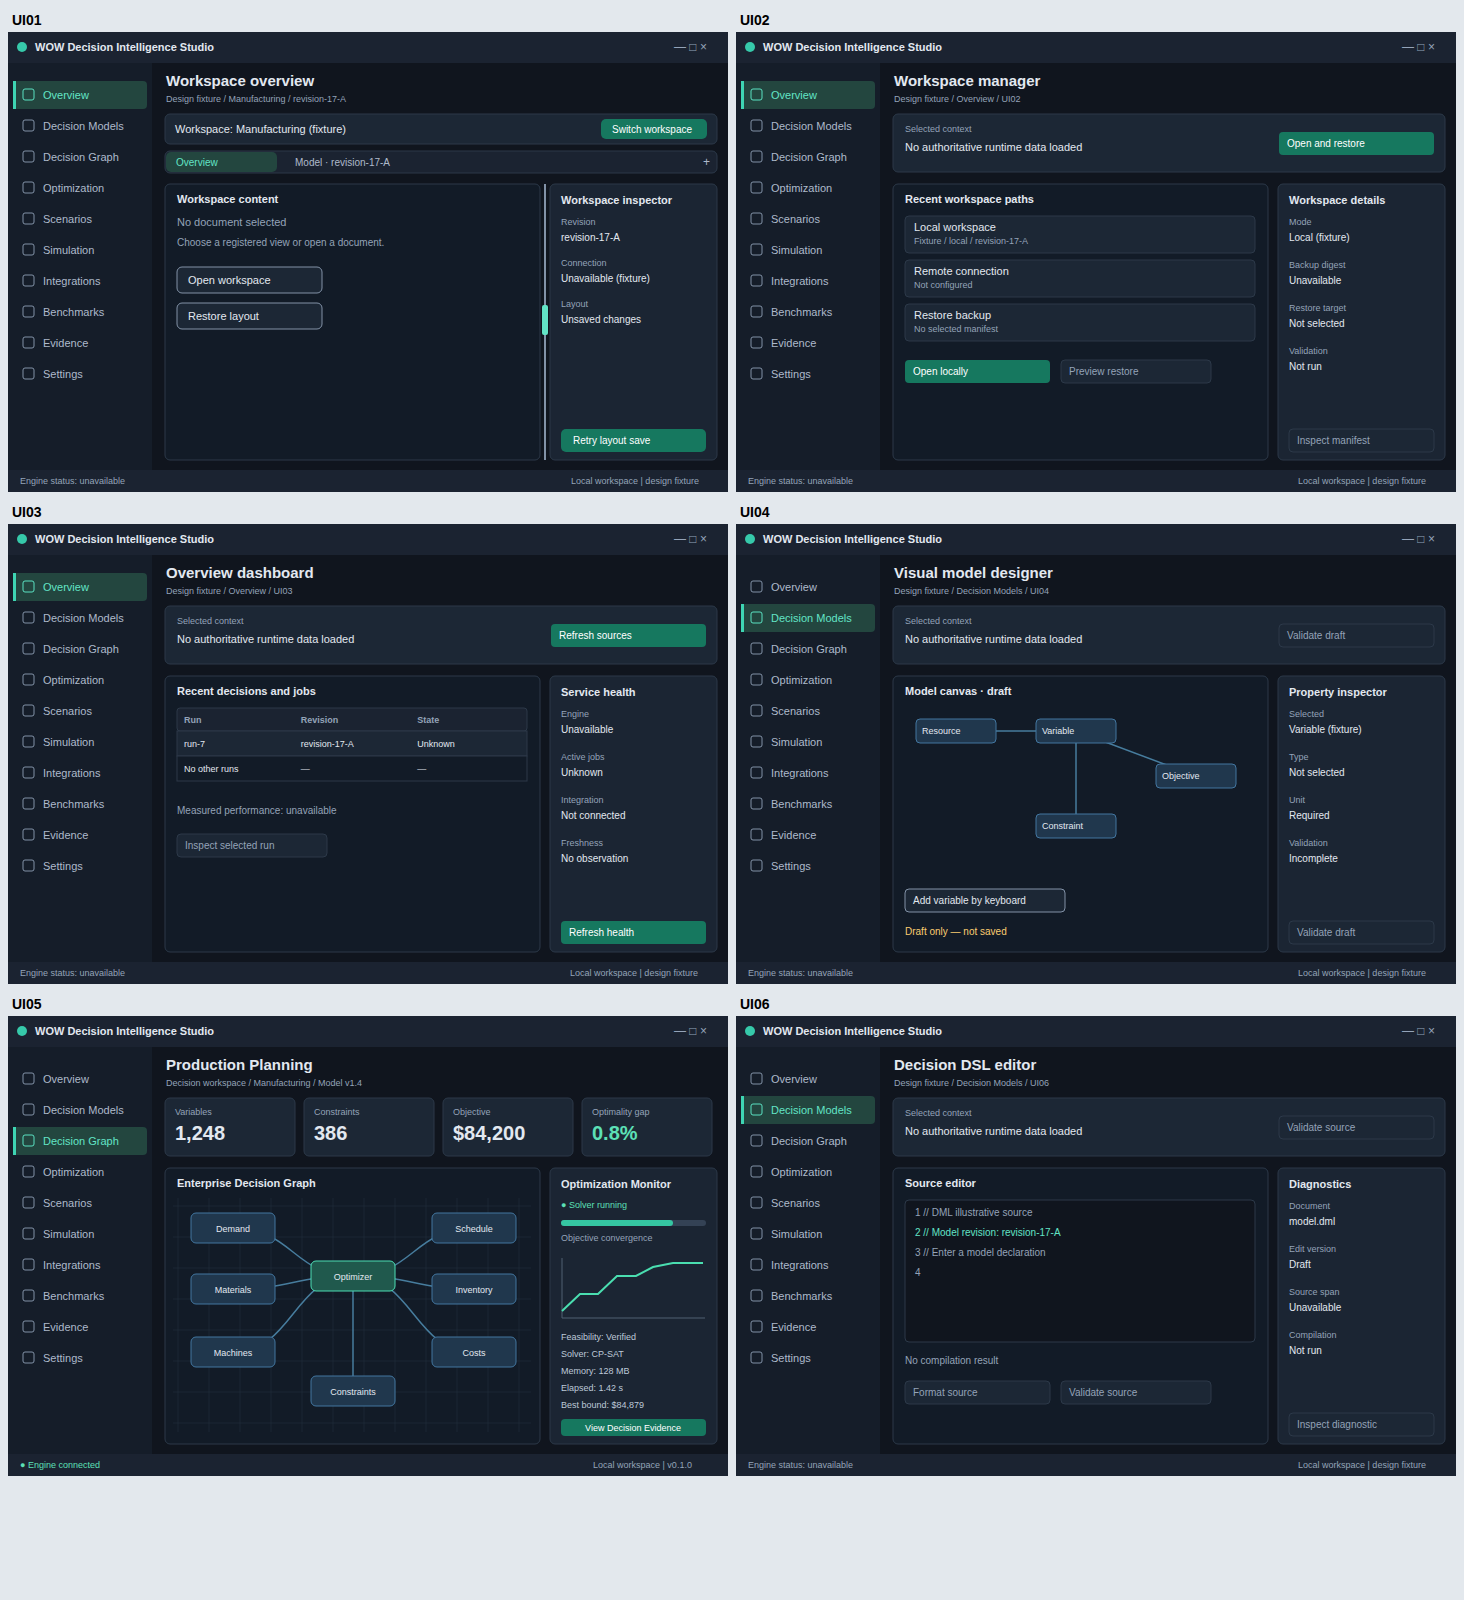 UI01
WOW Decision Intelligence Studio
— □ ×
Overview
Decision Models
Decision Graph
Optimization
Scenarios
Simulation
Integrations
Benchmarks
Evidence
Settings
Workspace overview
Design fixture / Manufacturing / revision-17-A
Workspace: Manufacturing (fixture)
Switch workspace
Overview
Model · revision-17-A
+
Workspace content
No document selected
Choose a registered view or open a document.
Open workspace
Restore layout
Workspace inspector
Revision
revision-17-A
Connection
Unavailable (fixture)
Layout
Unsaved changes
Retry layout save
Engine status: unavailable
Local workspace | design fixture
UI02
WOW Decision Intelligence Studio
— □ ×
Overview
Decision Models
Decision Graph
Optimization
Scenarios
Simulation
Integrations
Benchmarks
Evidence
Settings
Workspace manager
Design fixture / Overview / UI02
Selected context
No authoritative runtime data loaded
Open and restore
Recent workspace paths
Local workspace
Fixture / local / revision-17-A
Remote connection
Not configured
Restore backup
No selected manifest
Open locally
Preview restore
Workspace details
Mode
Local (fixture)
Backup digest
Unavailable
Restore target
Not selected
Validation
Not run
Inspect manifest
Engine status: unavailable
Local workspace | design fixture
UI03
WOW Decision Intelligence Studio
— □ ×
Overview
Decision Models
Decision Graph
Optimization
Scenarios
Simulation
Integrations
Benchmarks
Evidence
Settings
Overview dashboard
Design fixture / Overview / UI03
Selected context
No authoritative runtime data loaded
Refresh sources
Recent decisions and jobs
Run Revision State
run-7 revision-17-A Unknown
No other runs — —
Measured performance: unavailable
Inspect selected run
Service health
Engine
Unavailable
Active jobs
Unknown
Integration
Not connected
Freshness
No observation
Refresh health
Engine status: unavailable
Local workspace | design fixture
UI04
WOW Decision Intelligence Studio
— □ ×
Overview
Decision Models
Decision Graph
Optimization
Scenarios
Simulation
Integrations
Benchmarks
Evidence
Settings
Visual model designer
Design fixture / Decision Models / UI04
Selected context
No authoritative runtime data loaded
Validate draft
Model canvas · draft
Resource
Variable
Objective
Constraint
Add variable by keyboard
Draft only — not saved
Property inspector
Selected
Variable (fixture)
Type
Not selected
Unit
Required
Validation
Incomplete
Validate draft
Engine status: unavailable
Local workspace | design fixture
UI05
WOW Decision Intelligence Studio
— □ ×
Overview
Decision Models
Decision Graph
Optimization
Scenarios
Simulation
Integrations
Benchmarks
Evidence
Settings
Production Planning
Decision workspace / Manufacturing / Model v1.4
Variables
1,248
Constraints
386
Objective
$84,200
Optimality gap
0.8%
Enterprise Decision Graph
Demand
Schedule
Optimizer
Materials
Inventory
Machines
Costs
Constraints
Optimization Monitor
● Solver running
Objective convergence
Feasibility: Verified
Solver: CP-SAT
Memory: 128 MB
Elapsed: 1.42 s
Best bound: $84,879
View Decision Evidence
● Engine connected
Local workspace | v0.1.0
UI06
WOW Decision Intelligence Studio
— □ ×
Overview
Decision Models
Decision Graph
Optimization
Scenarios
Simulation
Integrations
Benchmarks
Evidence
Settings
Decision DSL editor
Design fixture / Decision Models / UI06
Selected context
No authoritative runtime data loaded
Validate source
Source editor
1 // DML illustrative source
2 // Model revision: revision-17-A
3 // Enter a model declaration
4
No compilation result
Format source
Validate source
Diagnostics
Document
model.dml
Edit version
Draft
Source span
Unavailable
Compilation
Not run
Inspect diagnostic
Engine status: unavailable
Local workspace | design fixture